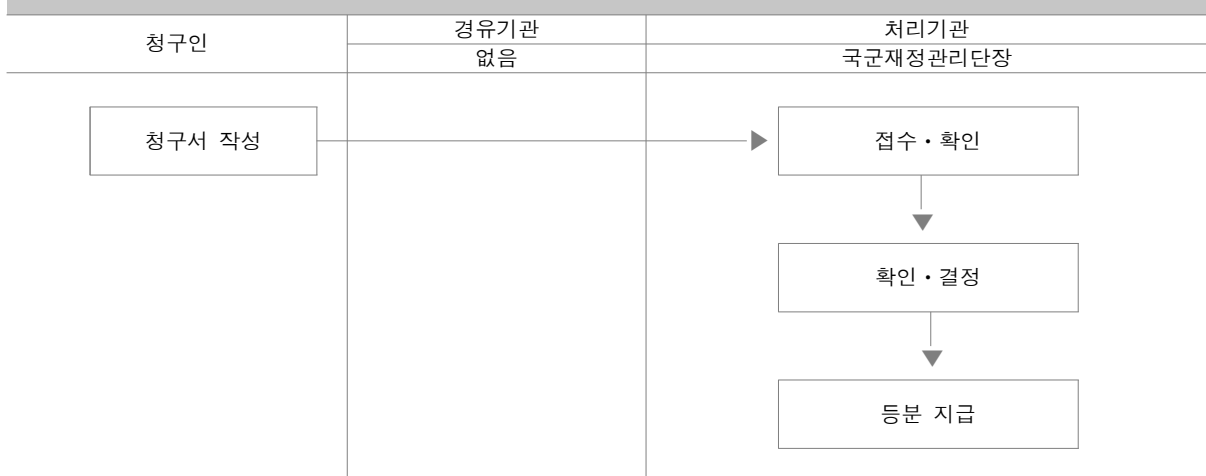 청구인
경유기관
처리기관
없음
국군재정관리단장
청구서 작성
접수・확인
확인・결정
등분 지급